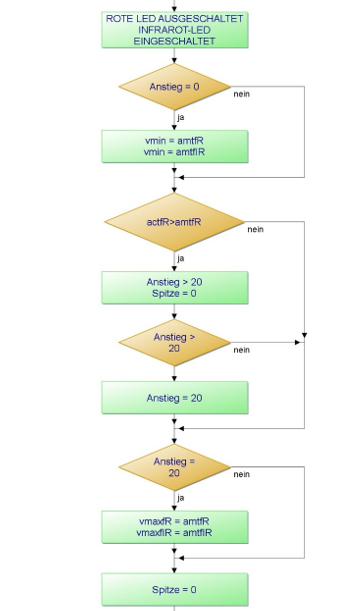 ROTE LED AUSGESCHALTET
INFRAROT-LED
EINGESCHALTET
Anstieg = 0
nein
ja
vmin = amtfR
vmin = amtfIR
actfR>amtfR
nein
ja
Anstieg > 20
Spitze = 0
Anstieg >
20
nein
Anstieg = 20
Anstieg =
20
nein
ja
vmaxfR = amtfR
vmaxfIR = amtfIR
Spitze = 0